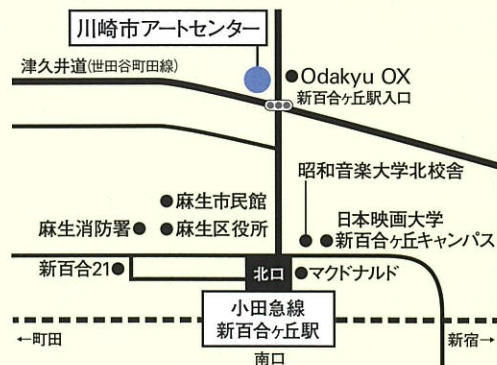 川崎市アートセンター
津久井道(世田谷町田線)
Odakyu OX
新百合ヶ丘駅入口
昭和音楽大学北校舎
麻生市民館
日本映画大学
新百合ヶ丘キャンパス
麻生消防署
麻生区役所
新百合21
北口
マクドナルド
小田急線
新百合ヶ丘駅
←町田
新宿→
南口